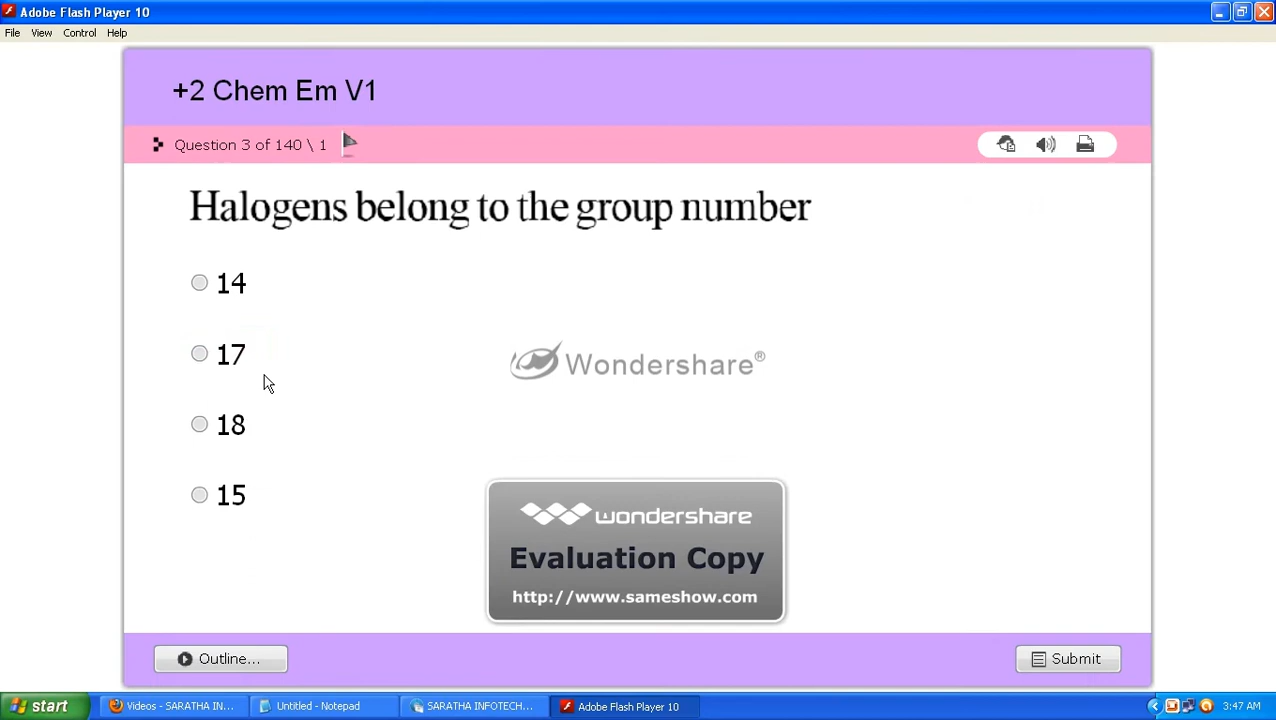 Adobe Flash Player 10
File View Control Help
+2 Chem Em V1
Question 3 of 140 \ 1
Halogens belong to the group number
14
17
18
15
Wondershare®
wondershare
Evaluation Copy
http://www.sameshow.com
Outline...
Submit
start
Videos - SARATHA IN...
Untitled - Notepad
SARATHA INFOTECH...
Adobe Flash Player 10
3:47 AM